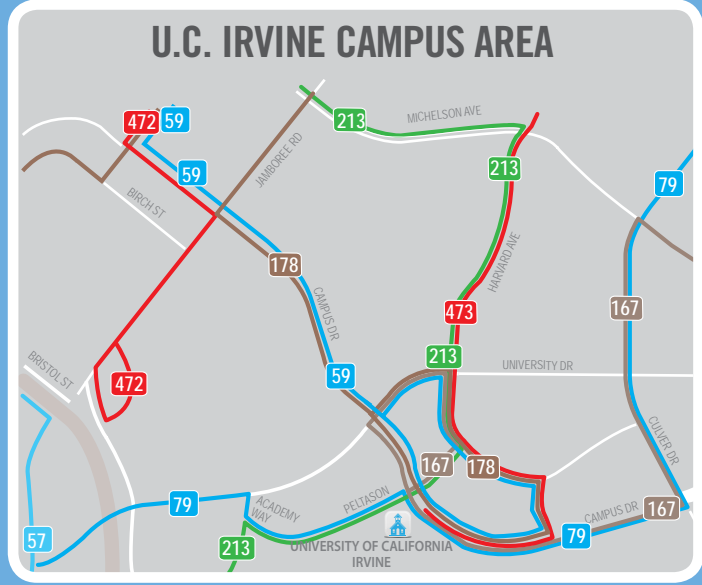 U.C. IRVINE CAMPUS AREA
472
59
213
MICHELSON AVE
59
JAMBOREE RD
213
79
BIRCH ST
178
HARVARD AVE
CAMPUS DR
473
167
213
BRISTOL ST
472
59
UNIVERSITY DR
CULVER DR
167
178
PELTASON
79
ACADEMY
WAY
CAMPUS DR
167
57
213
79
UNIVERSITY OF CALIFORNIA
IRVINE